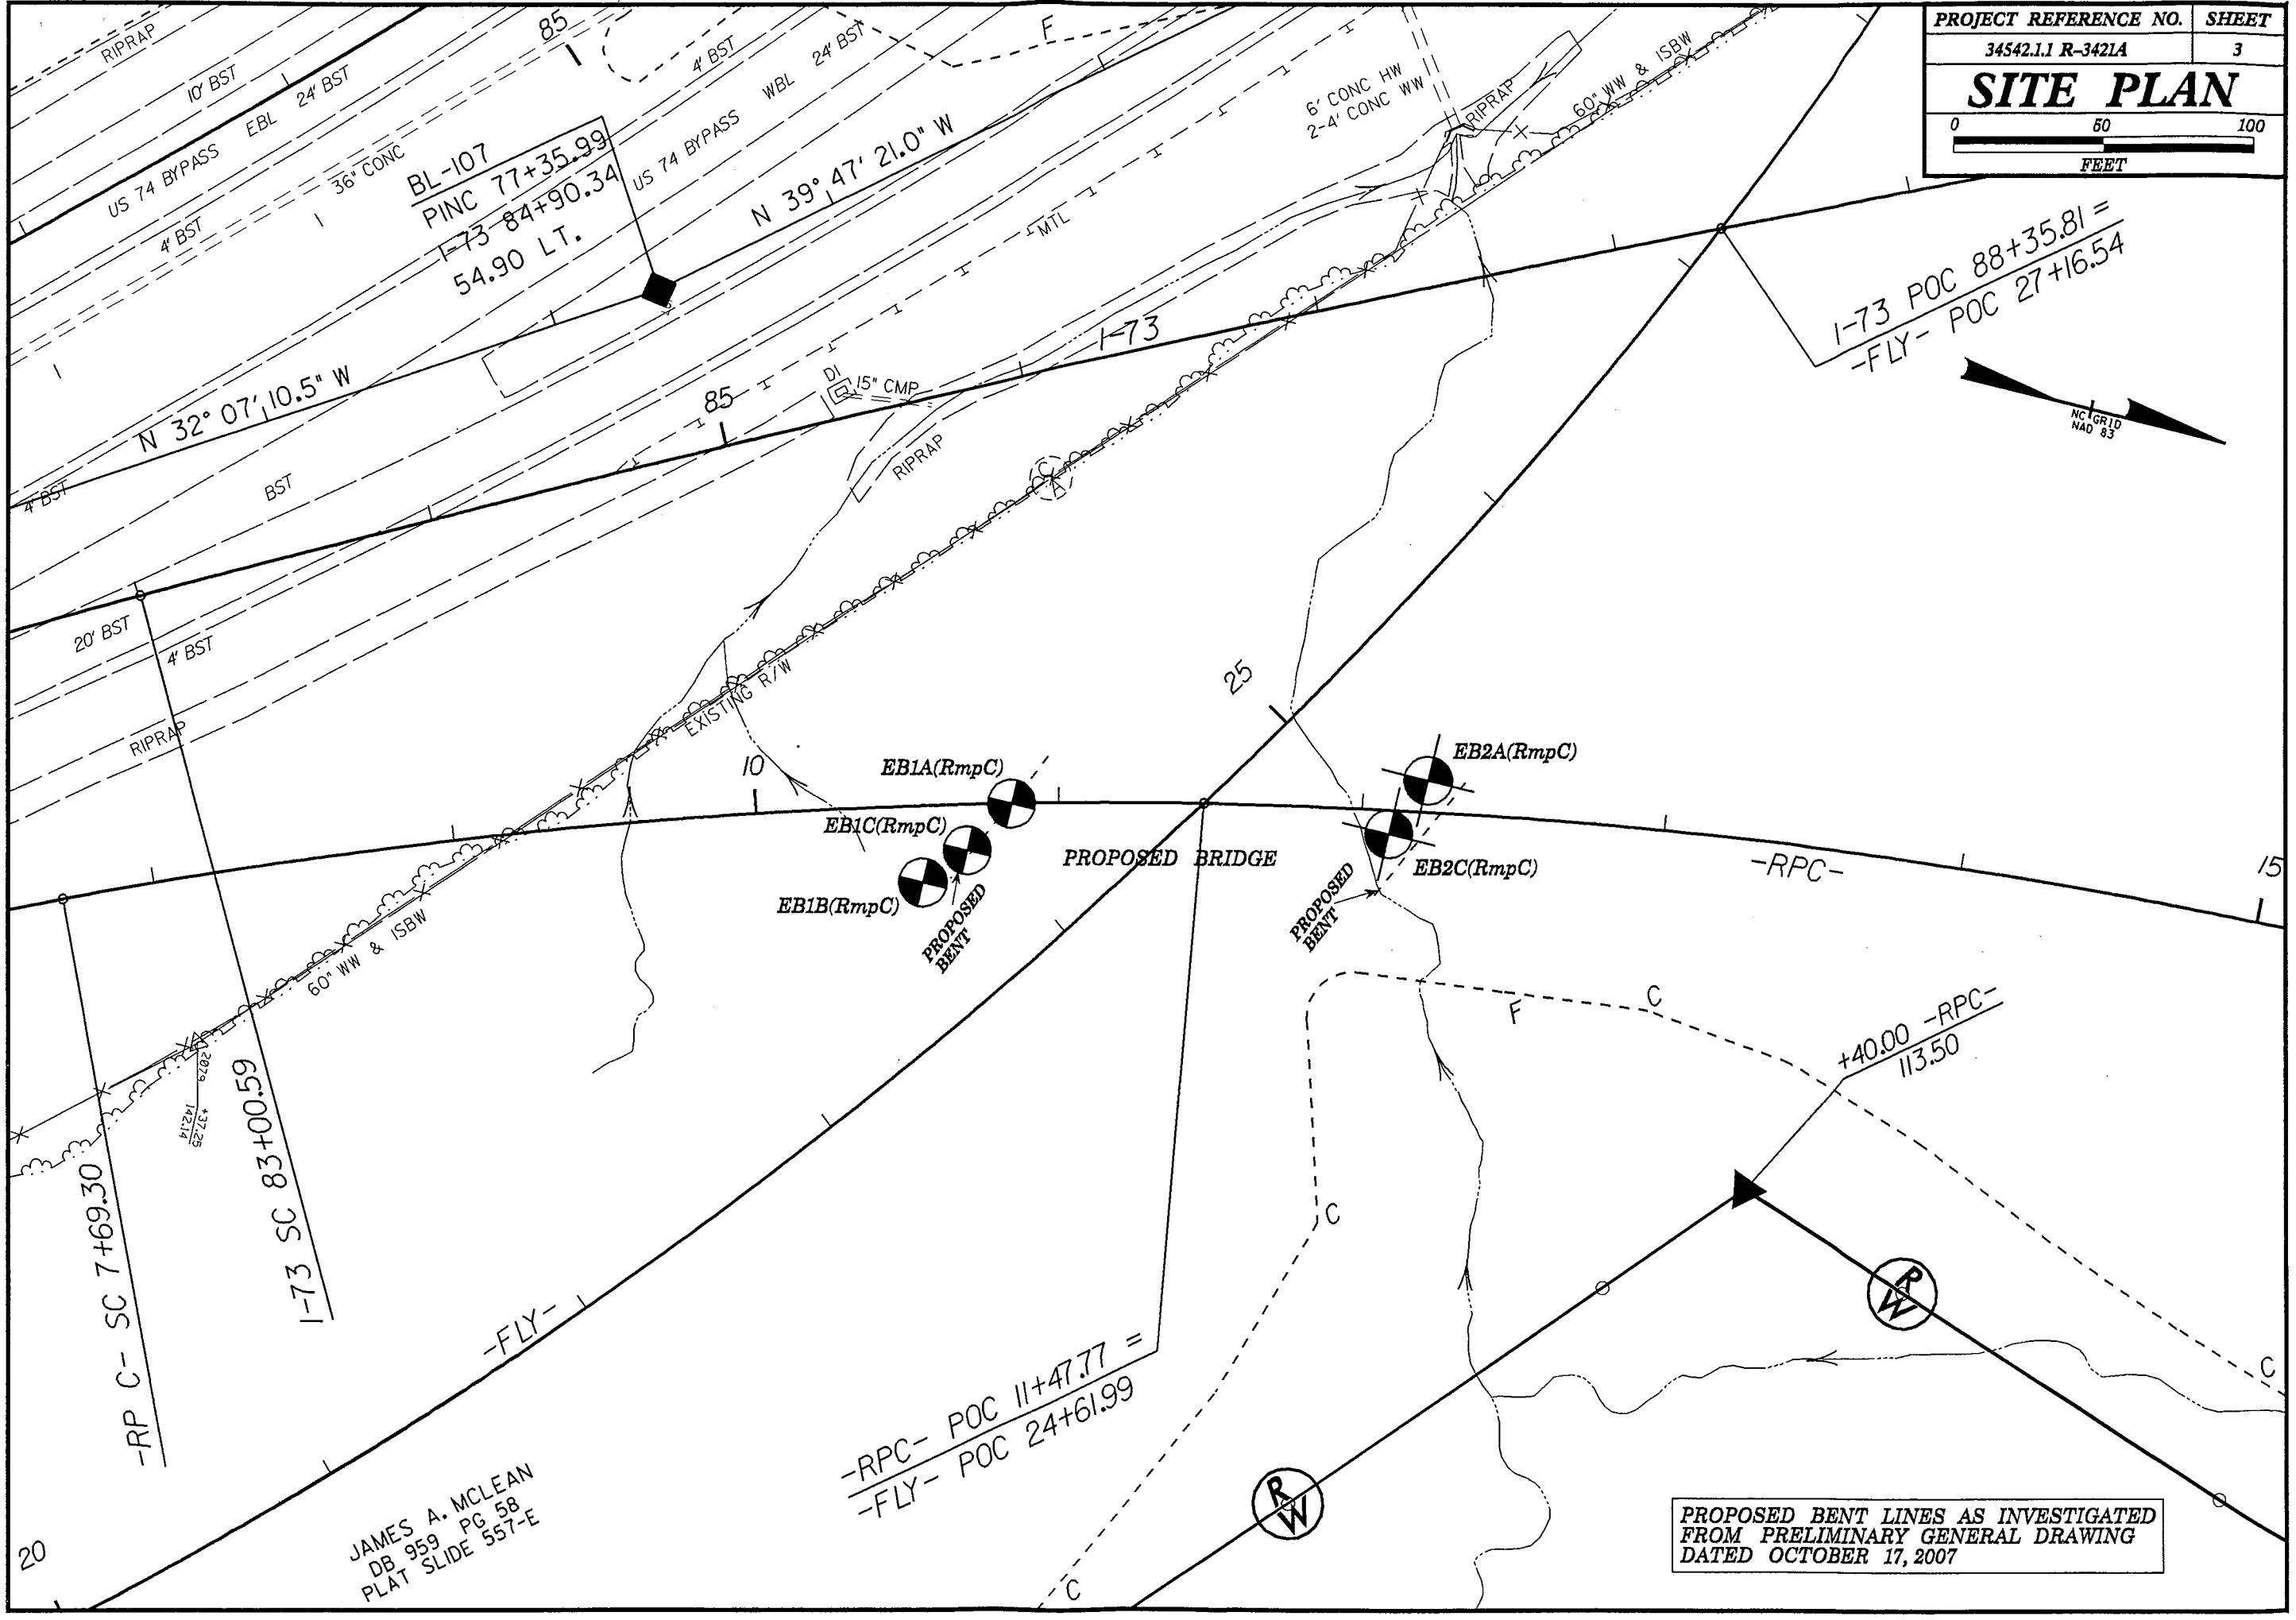 PROJECT REFERENCE NO. SHEET
34542.1.1 R-3421A 3
SITE PLAN
0 50 100
FEET
RIPRAP
10' BST
US 74 BYPASS EBL 24' BST
4' BST
36" CONC
85
F
4' BST
US 74 BYPASS WBL 24' BST
BL-107
PINC 77+35.99
I-73 84+90.34
54.90 LT.
N 39° 47' 21.0" W
MTL
6' CONC HW
2-4' CONC WW
RIPRAP
60" WW & ISBW
I-73 POC 88+35.81 =
-FLY- POC 27+16.54
NC GRID
NAD 83
N 32° 07' 10.5" W
4' BST
BST
85
DI
15" CMP
I-73
RIPRAP
C
A
20' BST
4' BST
RIPRAP
EXISTING R/W
25
10
EB1A(RmpC)
EB1C(RmpC)
EB1B(RmpC)
PROPOSED
BENT
PROPOSED BRIDGE
EB2A(RmpC)
EB2C(RmpC)
PROPOSED
BENT
-RPC-
15
60" WW & ISBW
2079
+37.25
142.14
F
C
+40.00 -RPC-
113.50
-RP C- SC 7+69.30
I-73 SC 83+00.59
C
R
W
-FLY-
C
-RPC- POC 11+47.77 =
-FLY- POC 24+61.99
JAMES A. MCLEAN
DB 959 PG 58
PLAT SLIDE 557-E
20
R
W
C
PROPOSED BENT LINES AS INVESTIGATED
FROM PRELIMINARY GENERAL DRAWING
DATED OCTOBER 17, 2007